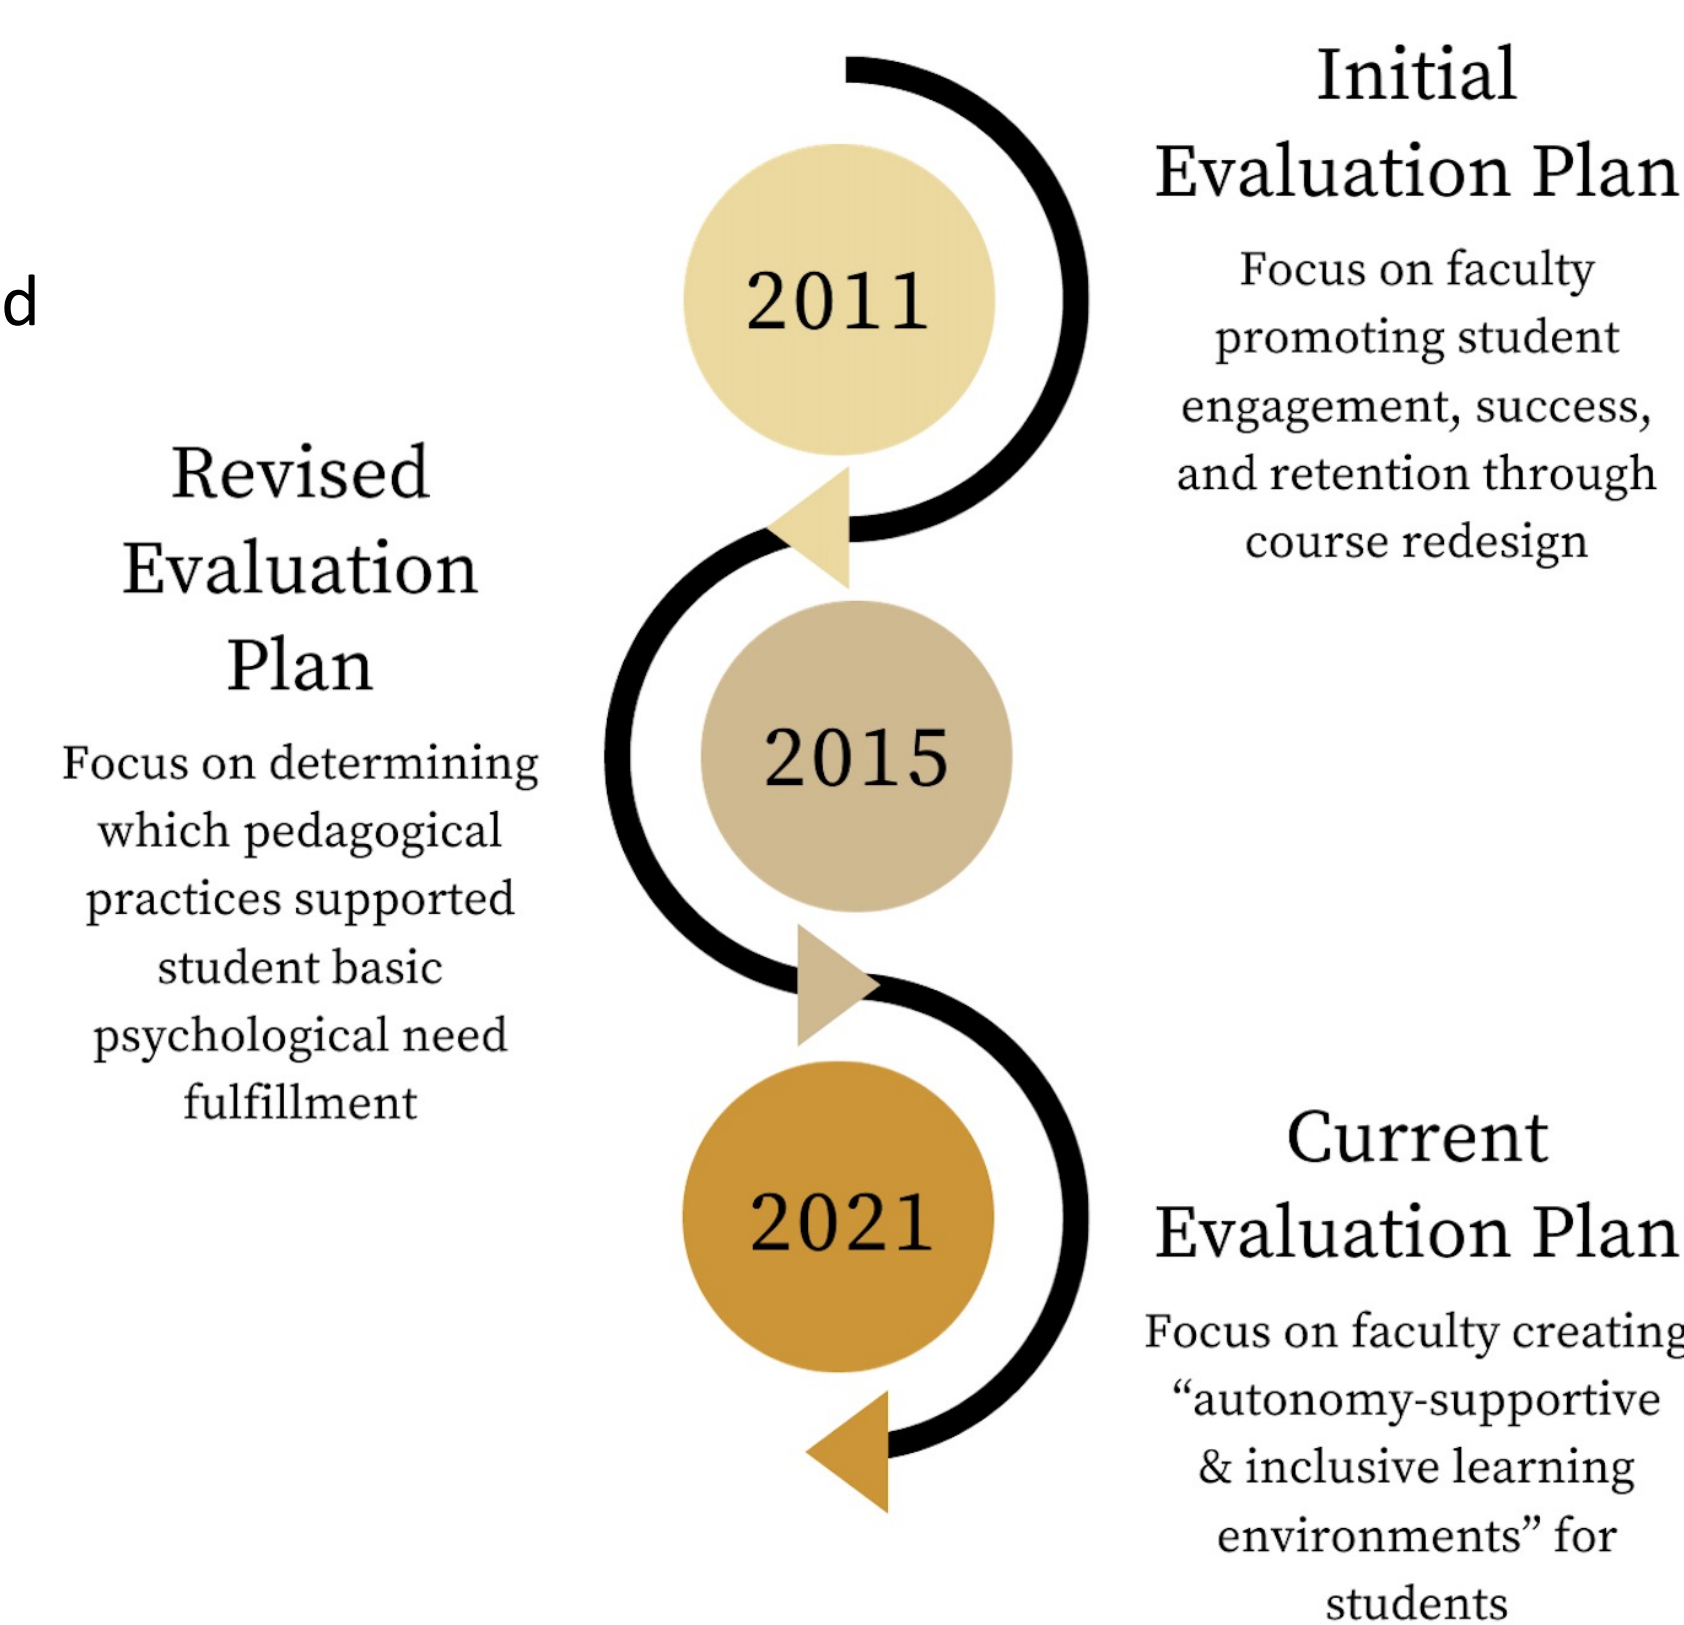 Initial
Evaluation Plan
Focus on faculty
promoting student
engagement, success,
and retention through
course redesign
2011
d
Revised
Evaluation
Plan
Focus on determining
which pedagogical
practices supported
student basic
psychological need
fulfillment
2015
2021
Current
Evaluation Plan
Focus on faculty creating
“autonomy-supportive
& inclusive learning
environments” for
students